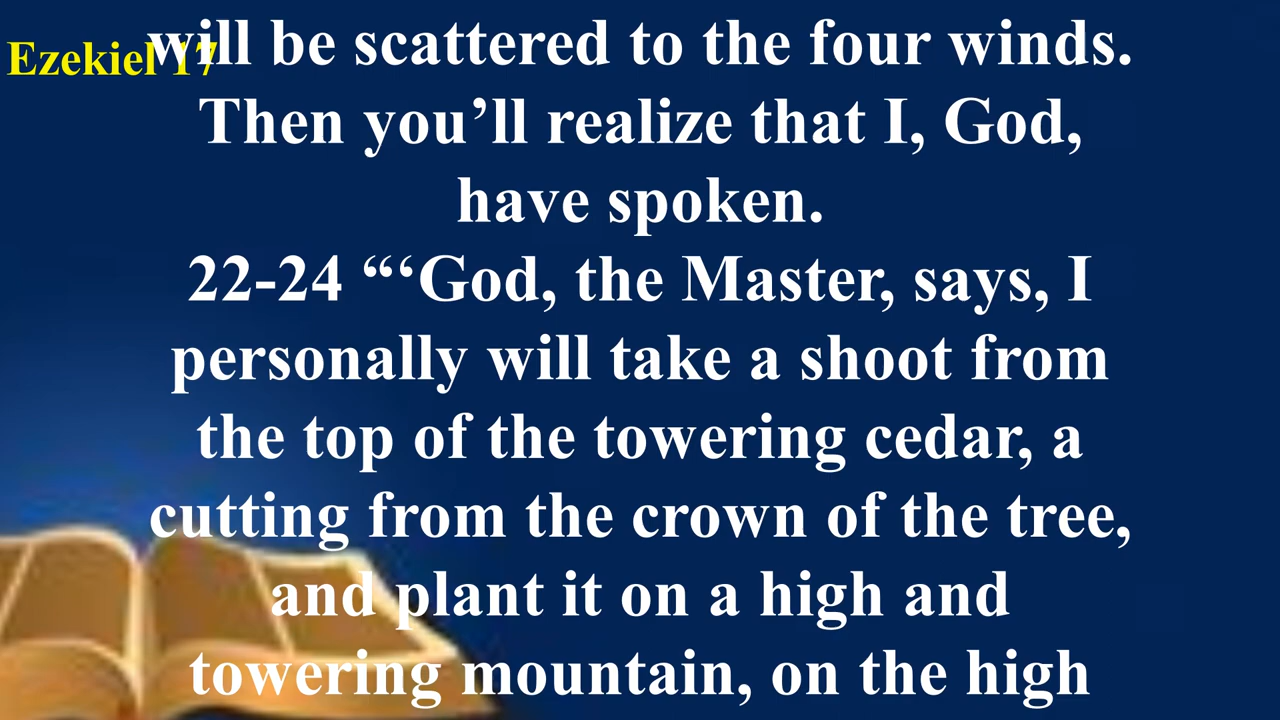 Ezekiel 17
will be scattered to the four winds.
Then you’ll realize that I, God,
have spoken.
22-24 “‘God, the Master, says, I
personally will take a shoot from
the top of the towering cedar, a
cutting from the crown of the tree,
and plant it on a high and
towering mountain, on the high